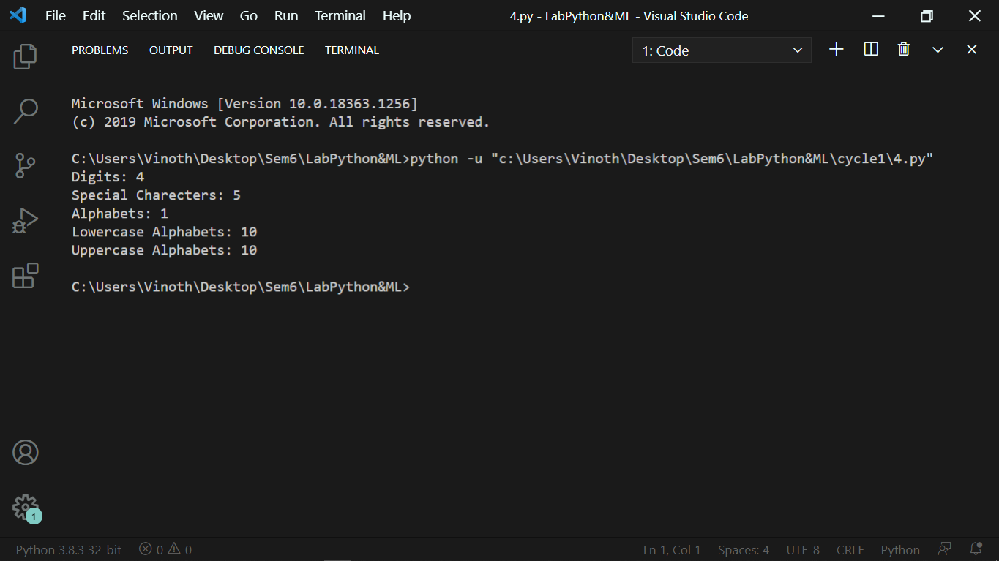 File Edit Selection View Go Run Terminal Help 4.py - LabPython&ML - Visual Studio Code
PROBLEMS OUTPUT DEBUG CONSOLE TERMINAL 1: Code
Microsoft Windows [Version 10.0.18363.1256]
(c) 2019 Microsoft Corporation. All rights reserved.
C:\Users\Vinoth\Desktop\Sem6\LabPython&ML>python -u "c:\Users\Vinoth\Desktop\Sem6\LabPython&ML\cycle1\4.py"
Digits: 4
Special Charecters: 5
Alphabets: 1
Lowercase Alphabets: 10
Uppercase Alphabets: 10
C:\Users\Vinoth\Desktop\Sem6\LabPython&ML>
1
Python 3.8.3 32-bit 0 0 Ln 1, Col 1 Spaces: 4 UTF-8 CRLF Python